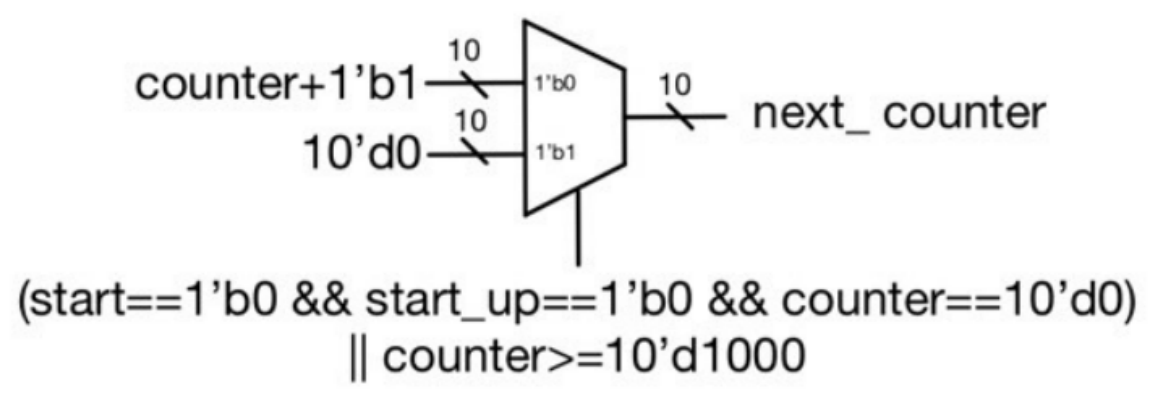 10
counter+1’b1
1'b0
10
next_ counter
10
10’d0
1'b1
(start==1’b0 && start_up==1’b0 && counter==10’d0)
|| counter>=10’d1000